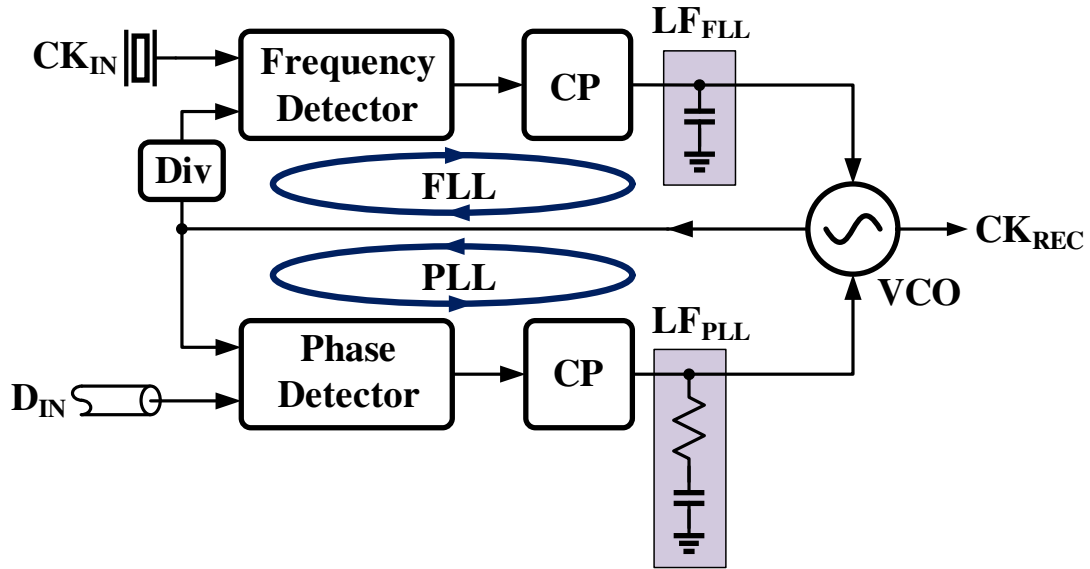 LF_FLL
CK_IN
Frequency
Detector
CP
Div
FLL
CK_REC
PLL
VCO
LF_PLL
Phase
Detector
CP
D_IN